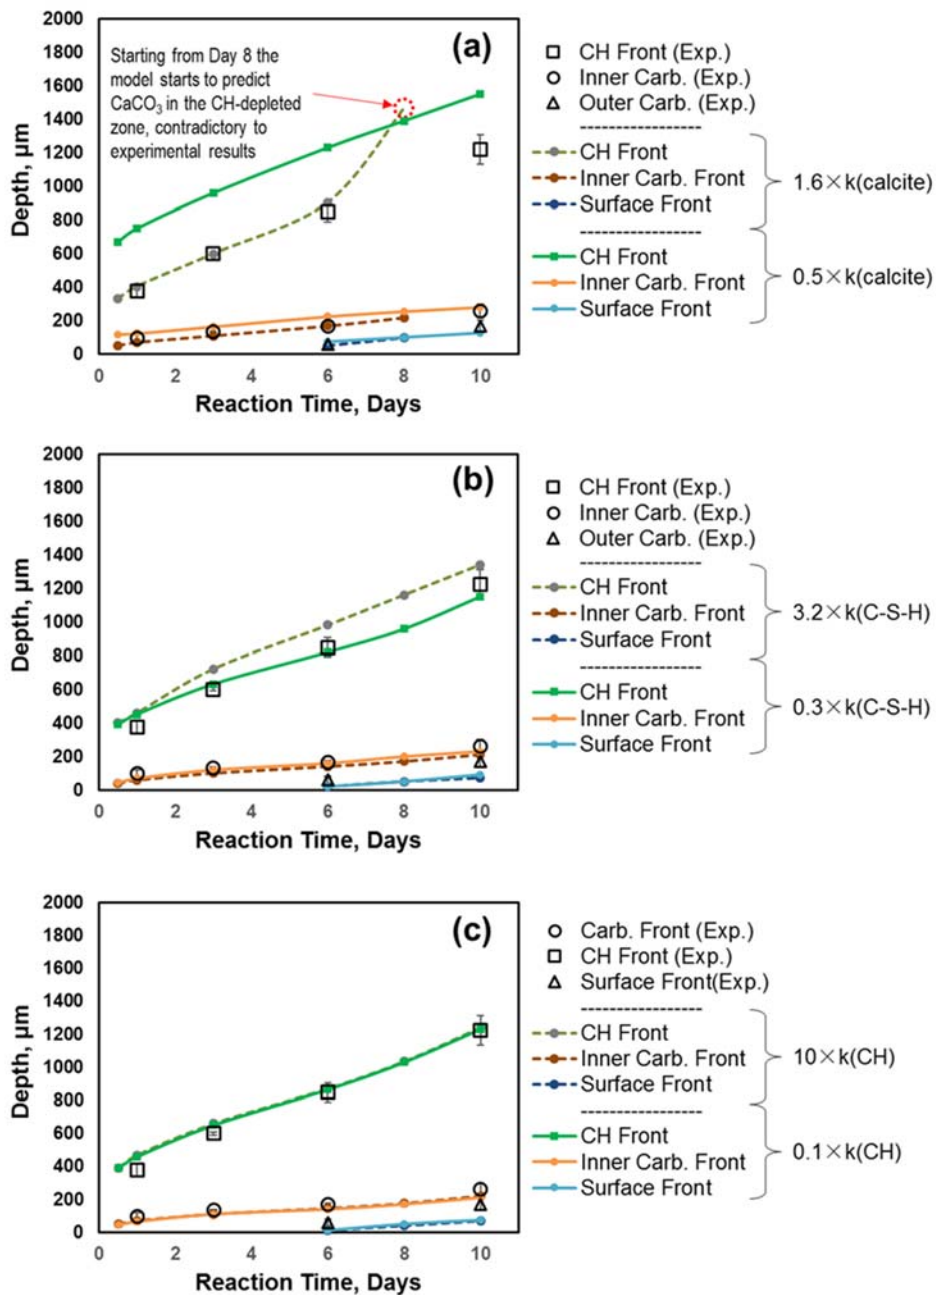 (a)
Starting from Day 8 the
model starts to predict
CaCO₃ in the CH-depleted
zone, contradictory to
experimental results
Depth, µm
2000
1800
1600
1400
1200
1000
800
600
400
200
0
0 2 4 6 8 10
Reaction Time, Days
CH Front (Exp.)
Inner Carb. (Exp.)
Outer Carb. (Exp.)
-------------------
CH Front
Inner Carb. Front
Surface Front
1.6×k(calcite)
-------------------
CH Front
Inner Carb. Front
Surface Front
0.5×k(calcite)
(b)
Depth, µm
2000
1800
1600
1400
1200
1000
800
600
400
200
0
0 2 4 6 8 10
Reaction Time, Days
CH Front (Exp.)
Inner Carb. (Exp.)
Outer Carb. (Exp.)
-------------------
CH Front
Inner Carb. Front
Surface Front
3.2×k(C-S-H)
-------------------
CH Front
Inner Carb. Front
Surface Front
0.3×k(C-S-H)
(c)
Depth, µm
2000
1800
1600
1400
1200
1000
800
600
400
200
0
0 2 4 6 8 10
Reaction Time, Days
Carb. Front (Exp.)
CH Front (Exp.)
Surface Front(Exp.)
-------------------
CH Front
Inner Carb. Front
Surface Front
10×k(CH)
-------------------
CH Front
Inner Carb. Front
Surface Front
0.1×k(CH)